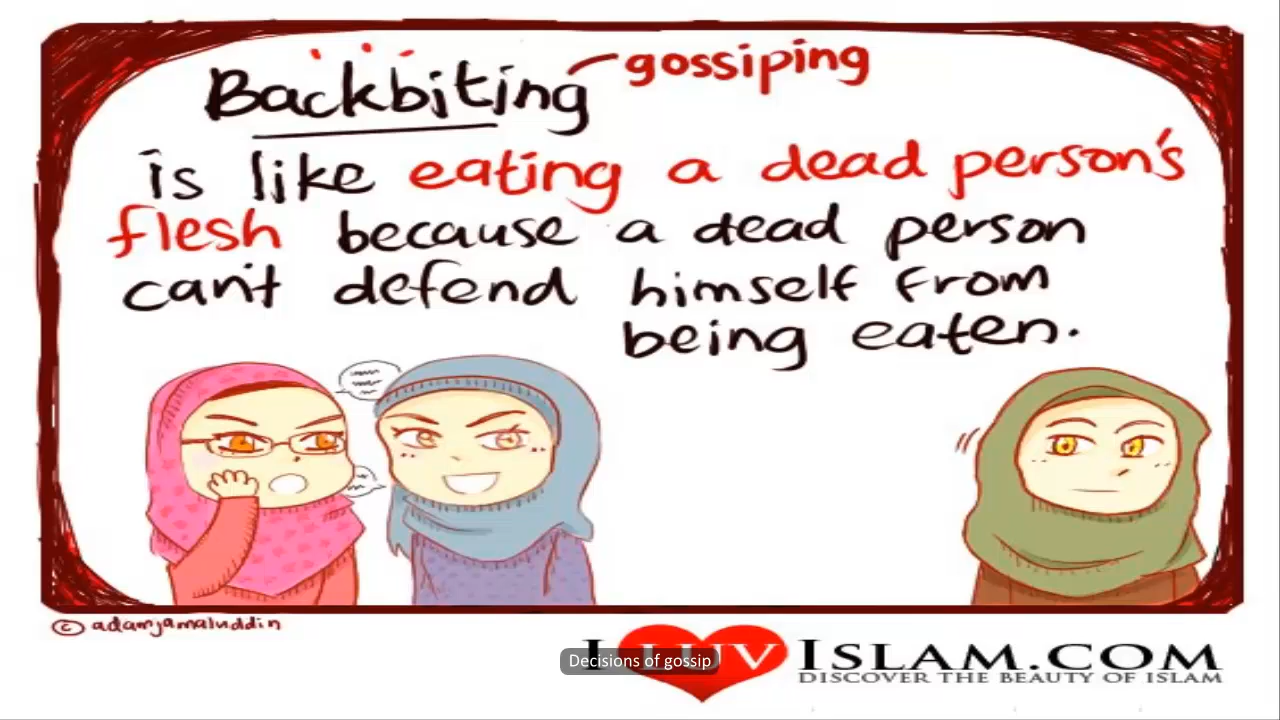 Backbiting gossiping
is like eating a dead person's
flesh because a dead person
can't defend himself from
being eaten.
© adamjamaluddin
I LUV ISLAM.COM
Decisions of gossip
DISCOVER THE BEAUTY OF ISLAM